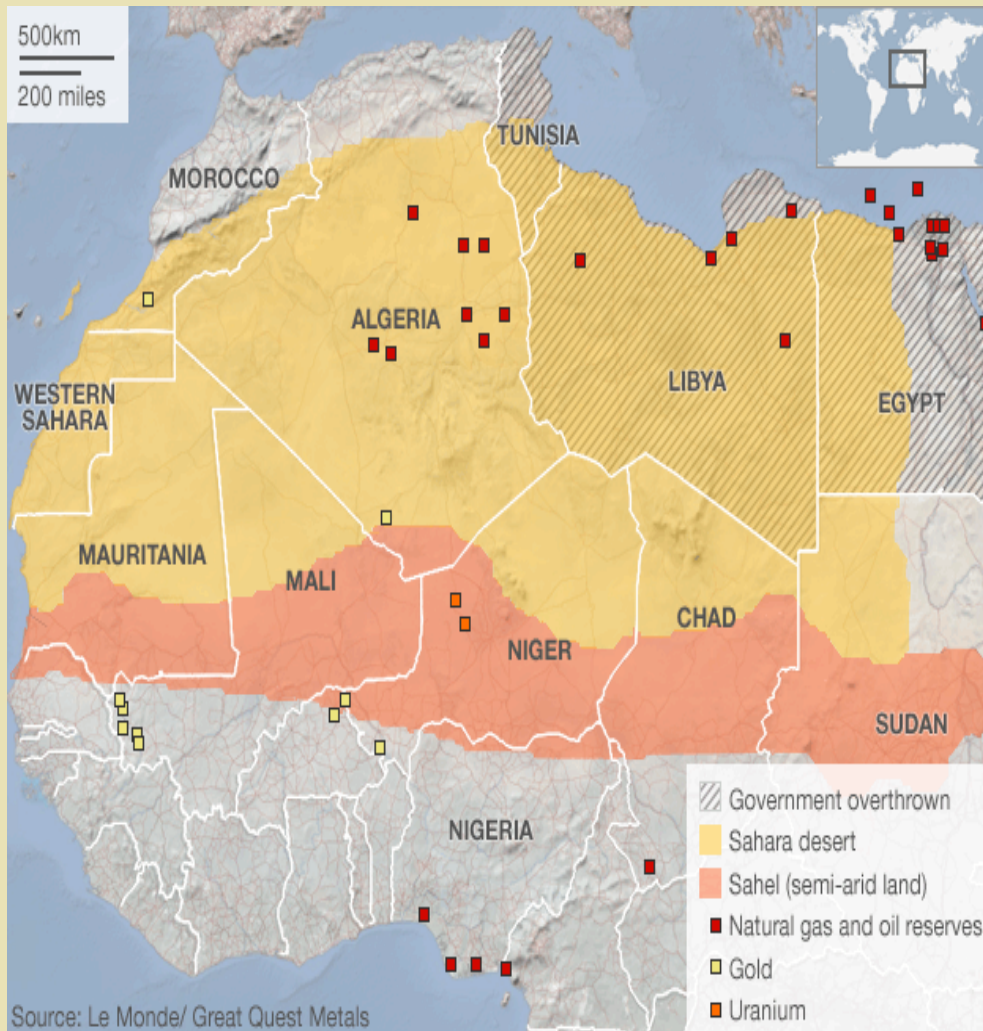 500km
200 miles
TUNISIA
MOROCCO
ALGERIA
LIBYA
EGYPT
WESTERN
SAHARA
MAURITANIA
MALI
CHAD
NIGER
SUDAN
NIGERIA
Government overthrown
Sahara desert
Sahel (semi-arid land)
Natural gas and oil reserves
Gold
Uranium
Source: Le Monde/ Great Quest Metals